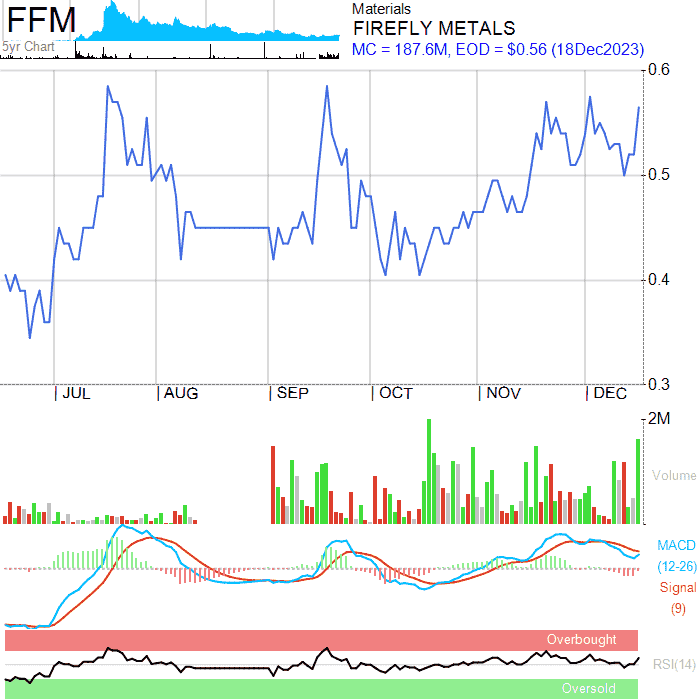 FFM
5yr Chart
Materials
FIREFLY METALS
MC = 187.6M, EOD = $0.56 (18Dec2023)
0.6
0.5
0.4
0.3
| JUL | AUG | SEP | OCT | NOV | DEC
2M
Volume
MACD
(12-26)
Signal
(9)
Overbought
RSI(14)
Oversold